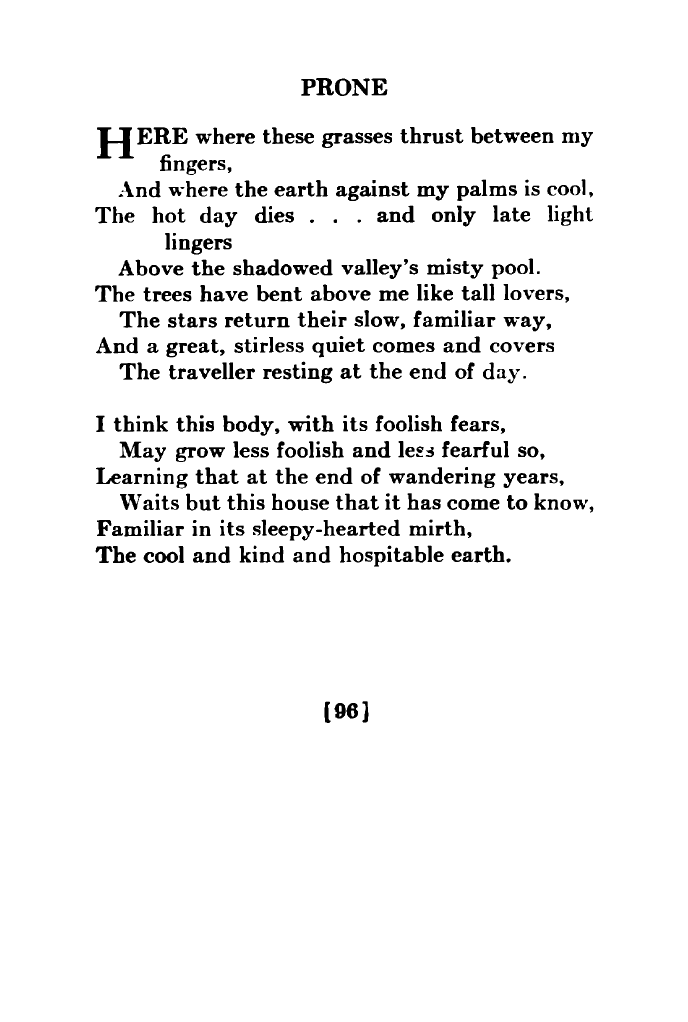 PRONE
HERE where these grasses thrust between my
fingers,
And where the earth against my palms is cool,
The hot day dies . . . and only late light
lingers
Above the shadowed valley's misty pool.
The trees have bent above me like tall lovers,
The stars return their slow, familiar way,
And a great, stirless quiet comes and covers
The traveller resting at the end of day.
I think this body, with its foolish fears,
May grow less foolish and less fearful so,
Learning that at the end of wandering years,
Waits but this house that it has come to know,
Familiar in its sleepy-hearted mirth,
The cool and kind and hospitable earth.
[96]